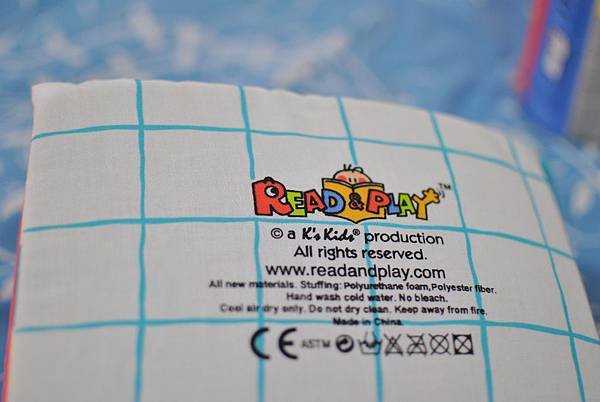 READ & PLAY™
© a K's Kids® production
All rights reserved.
www.readandplay.com
All new materials. Stuffing: Polyurethane foam, Polyester fiber.
Hand wash cold water. No bleach.
Cool air dry only. Do not dry clean. Keep away from fire.
Made in China
CE ASTM